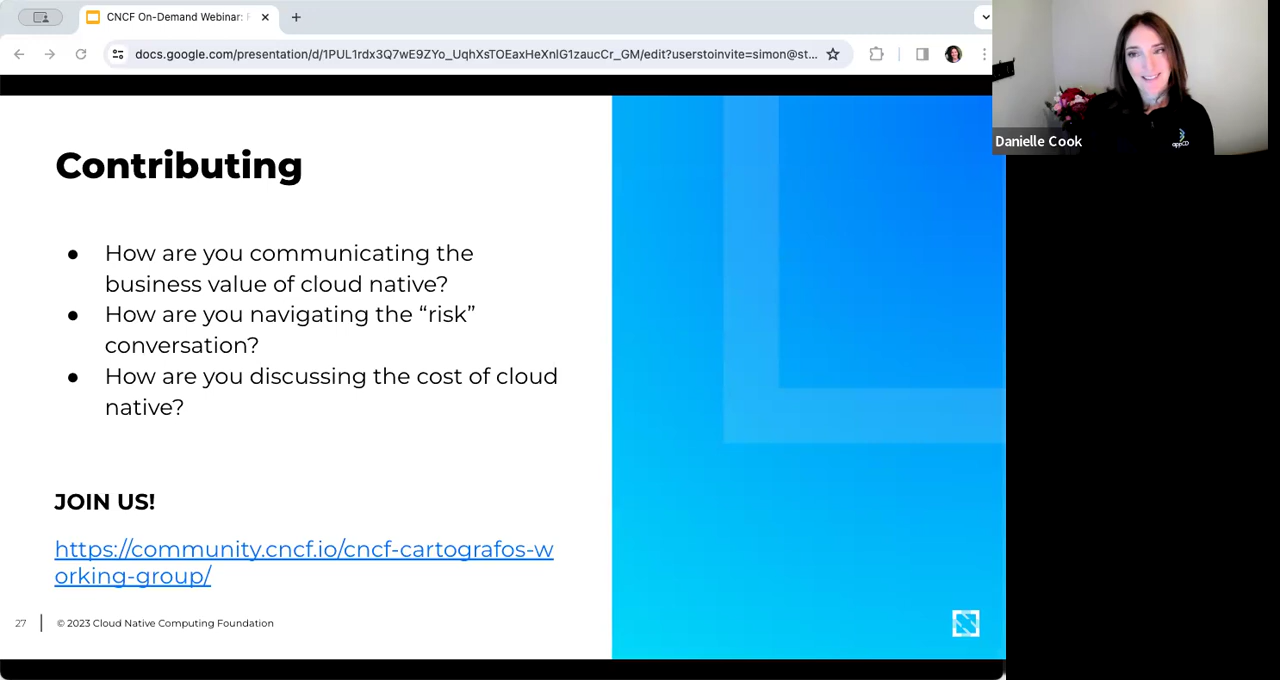 CNCF On-Demand Webinar:
docs.google.com/presentation/d/1PUL1rdx3Q7wE9ZYo_UqhXsTOEaxHeXnlG1zaucCr_GM/edit?userstoinvite=simon@st...
Danielle Cook
appCD
Contributing
● How are you communicating the
business value of cloud native?
● How are you navigating the “risk”
conversation?
● How are you discussing the cost of cloud
native?
JOIN US!
https://community.cncf.io/cncf-cartografos-w
orking-group/
27
© 2023 Cloud Native Computing Foundation